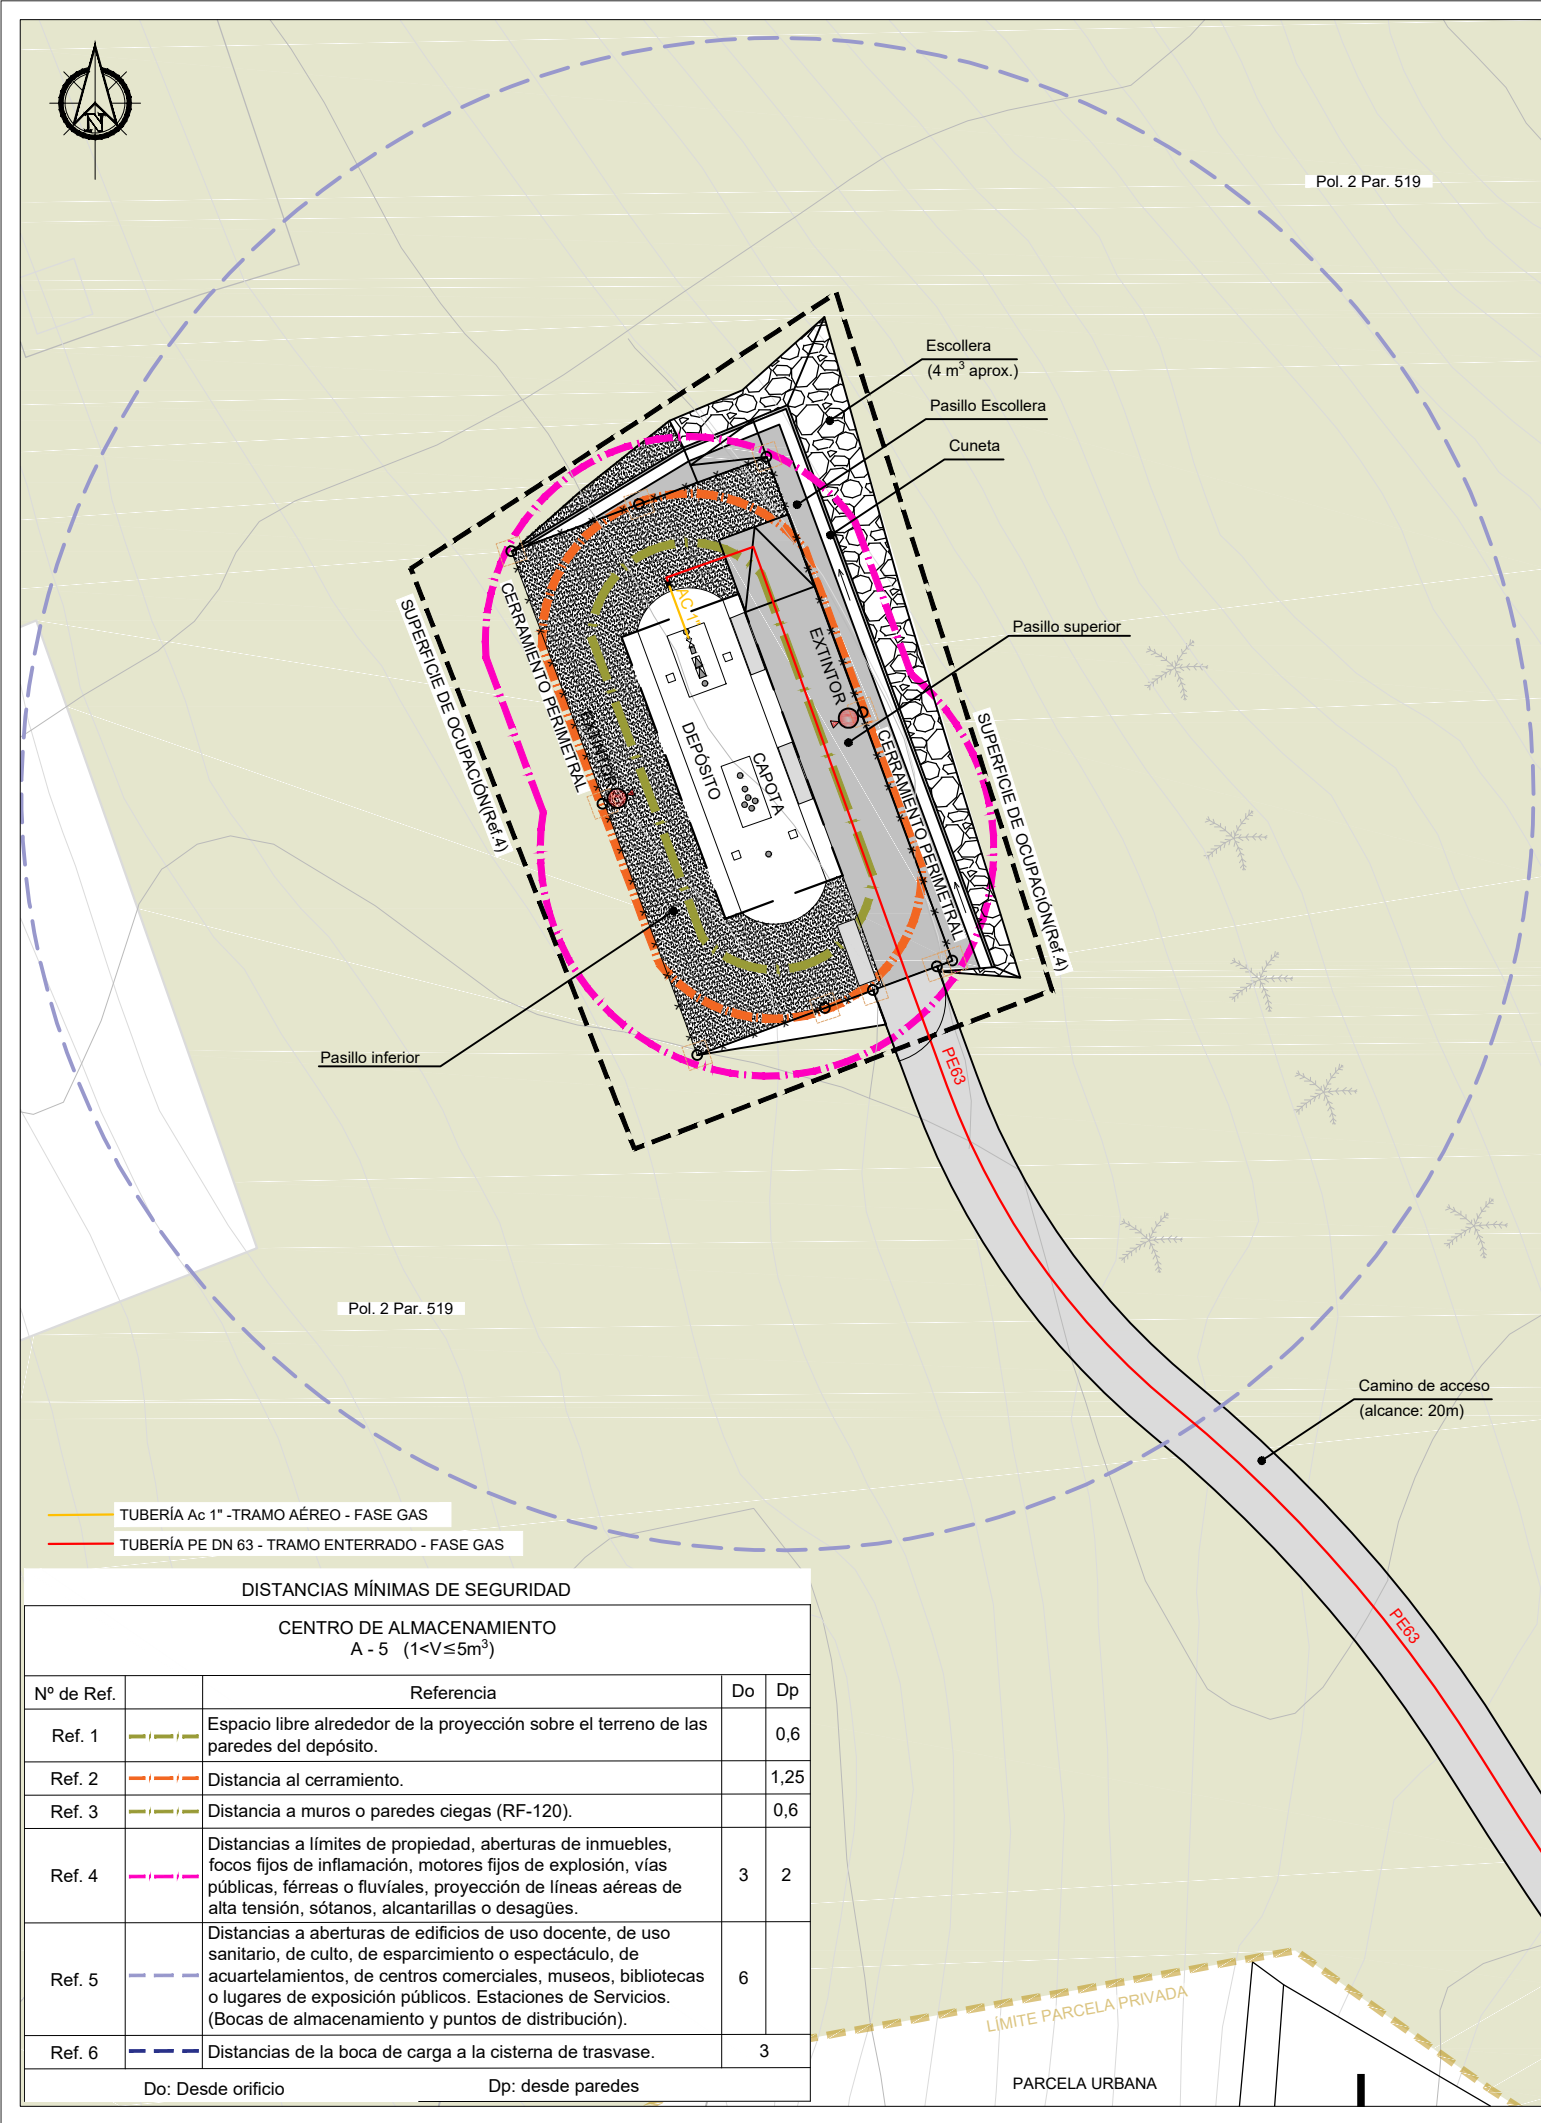 N
Pol. 2 Par. 519
Escollera
(4 m³ aprox.)
Pasillo Escollera
Cuneta
Pasillo superior
SUPERFICIE DE OCUPACIÓN(Ref.4)
CERRAMIENTO PERIMETRAL
AC 1"
EXTINTOR
EXTINTOR
DEPÓSITO
CAPOTA
CERRAMIENTO PERIMETRAL
SUPERFICIE DE OCUPACIÓN(Ref.4)
Pasillo inferior
PE63
Pol. 2 Par. 519
Camino de acceso
(alcance: 20m)
PE63
TUBERÍA Ac 1" -TRAMO AÉREO - FASE GAS
TUBERÍA PE DN 63 - TRAMO ENTERRADO - FASE GAS
DISTANCIAS MÍNIMAS DE SEGURIDAD
CENTRO DE ALMACENAMIENTO
A - 5 (1<V≤5m³)
Nº de Ref. Referencia Do Dp
Ref. 1 Espacio libre alrededor de la proyección sobre el terreno de las
paredes del depósito. 0,6
Ref. 2 Distancia al cerramiento. 1,25
Ref. 3 Distancia a muros o paredes ciegas (RF-120). 0,6
Ref. 4 Distancias a límites de propiedad, aberturas de inmuebles,
focos fijos de inflamación, motores fijos de explosión, vías
públicas, férreas o fluvíales, proyección de líneas aéreas de
alta tensión, sótanos, alcantarillas o desagües. 3 2
Ref. 5 Distancias a aberturas de edificios de uso docente, de uso
sanitario, de culto, de esparcimiento o espectáculo, de
acuartelamientos, de centros comerciales, museos, bibliotecas
o lugares de exposición públicos. Estaciones de Servicios.
(Bocas de almacenamiento y puntos de distribución). 6
Ref. 6 Distancias de la boca de carga a la cisterna de trasvase. 3
Do: Desde orificio Dp: desde paredes
LÍMITE PARCELA PRIVADA
PARCELA URBANA